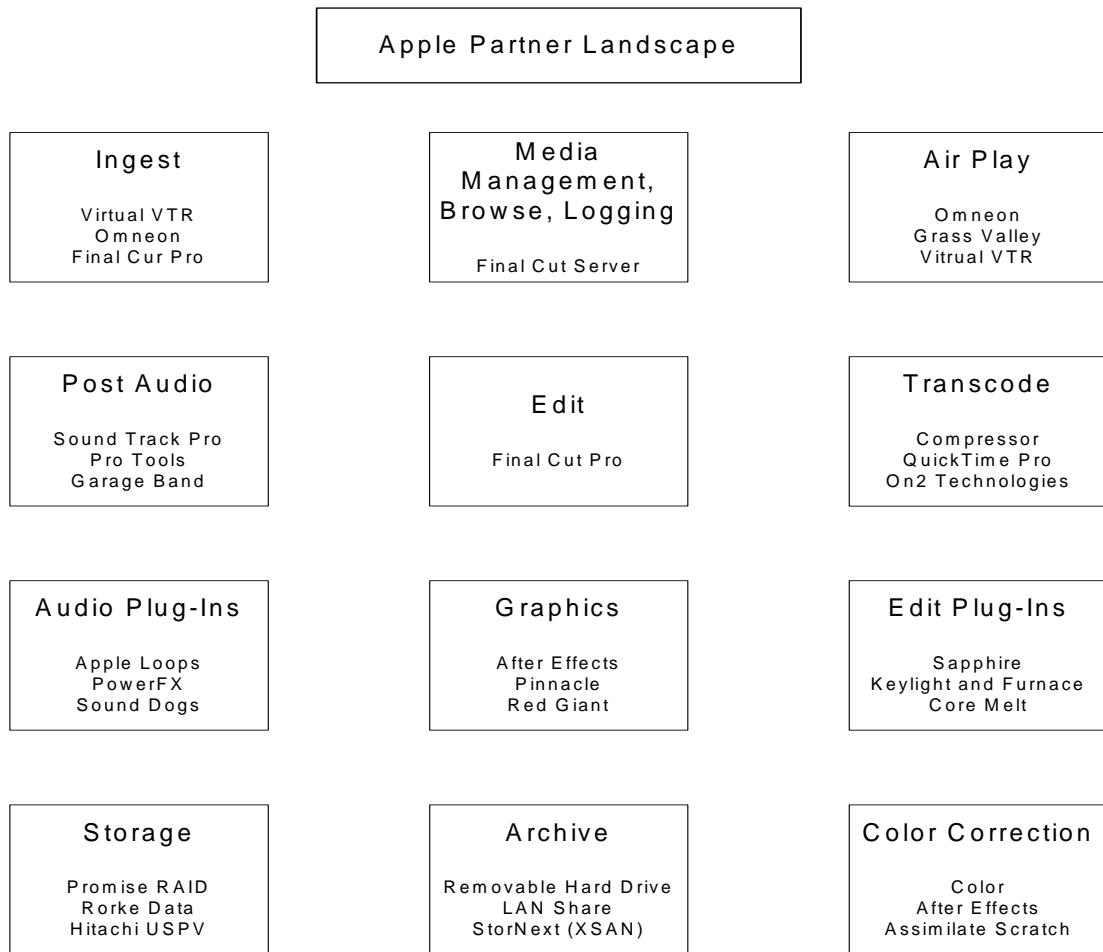 Apple Partner Landscape
Ingest
Virtual VTR
Omneon
Final Cur Pro
Media
Management,
Browse, Logging
Final Cut Server
Air Play
Omneon
Grass Valley
Vitrual VTR
Post Audio
Sound Track Pro
Pro Tools
Garage Band
Edit
Final Cut Pro
Transcode
Compressor
QuickTime Pro
On2 Technologies
Audio Plug-Ins
Apple Loops
PowerFX
Sound Dogs
Graphics
After Effects
Pinnacle
Red Giant
Edit Plug-Ins
Sapphire
Keylight and Furnace
Core Melt
Storage
Promise RAID
Rorke Data
Hitachi USPV
Archive
Removable Hard Drive
LAN Share
StorNext (XSAN)
Color Correction
Color
After Effects
Assimilate Scratch